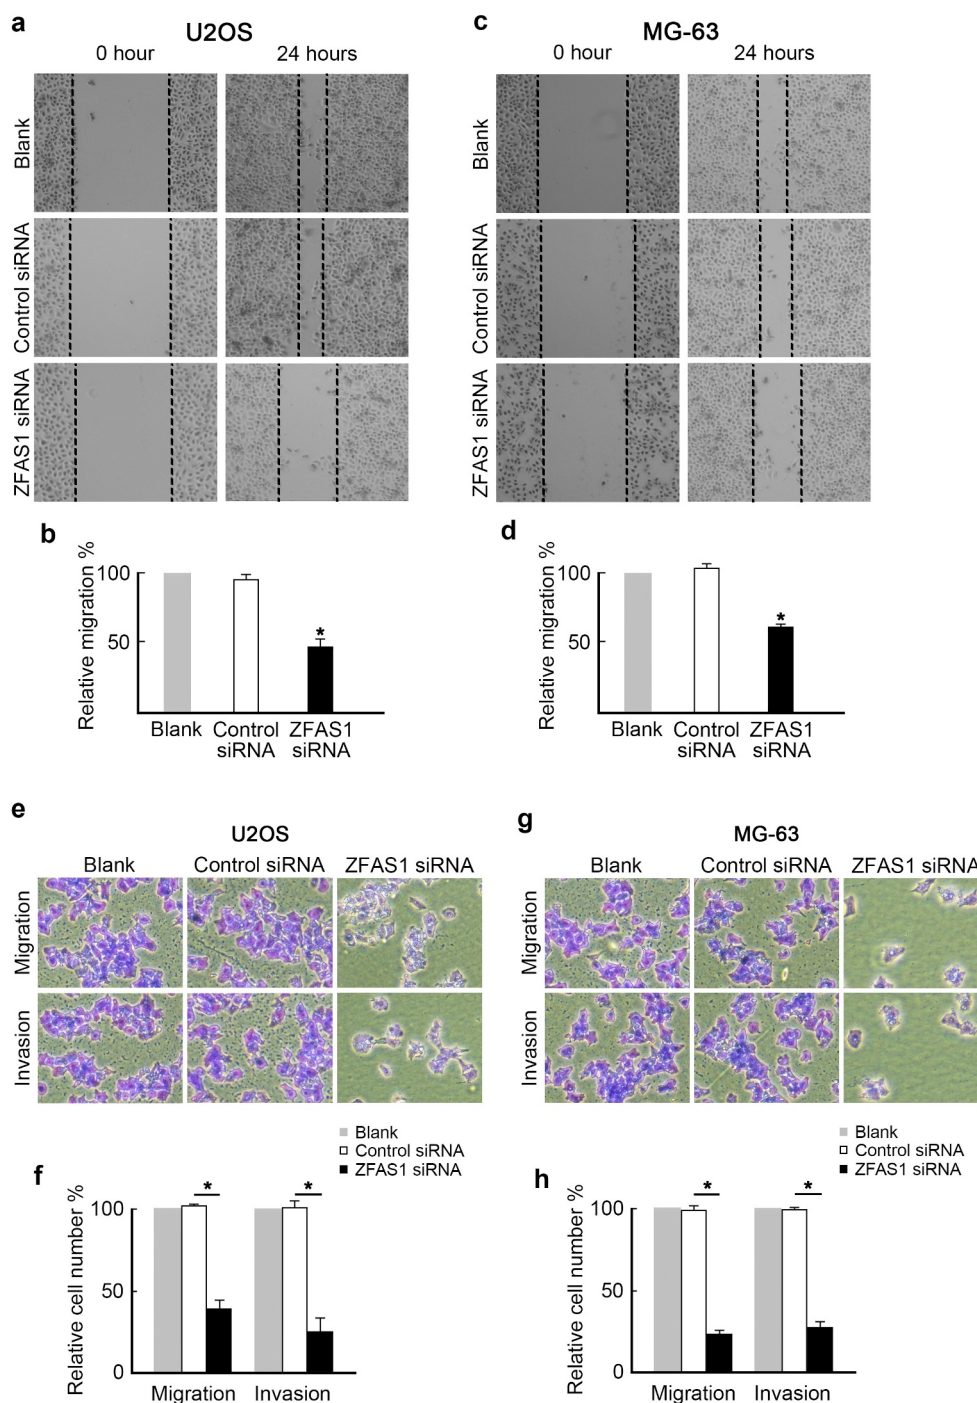 a
U2OS
0 hour
24 hours
Blank
Control siRNA
ZFAS1 siRNA
c
MG-63
0 hour
24 hours
Blank
Control siRNA
ZFAS1 siRNA
b
Relative migration %
100
50
*
Blank
Control siRNA
ZFAS1 siRNA
d
Relative migration %
100
50
*
Blank
Control siRNA
ZFAS1 siRNA
e
U2OS
Blank
Control siRNA
ZFAS1 siRNA
Migration
Invasion
g
MG-63
Blank
Control siRNA
ZFAS1 siRNA
Migration
Invasion
f
Blank
Control siRNA
ZFAS1 siRNA
Relative cell number %
100
50
0
*
*
Migration
Invasion
h
Blank
Control siRNA
ZFAS1 siRNA
Relative cell number %
100
50
0
*
*
Migration
Invasion